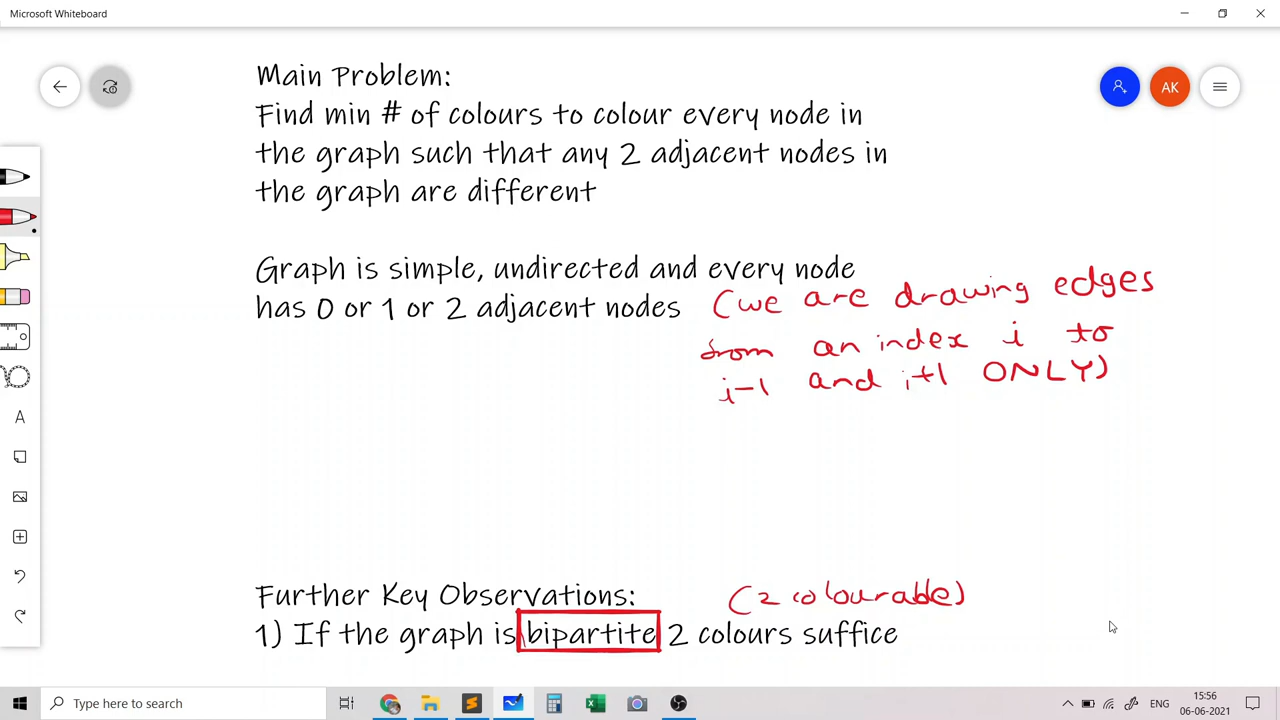 Microsoft Whiteboard
AK
Main Problem:
Find min # of colours to colour every node in
the graph such that any 2 adjacent nodes in
the graph are different
Graph is simple, undirected and every node
has 0 or 1 or 2 adjacent nodes
(we are drawing edges
from an index i to
i-1 and i+1 ONLY)
A
Further Key Observations:
(2 colourable)
1) If the graph is bipartite 2 colours suffice
Type here to search
ENG
15:56
06-06-2021